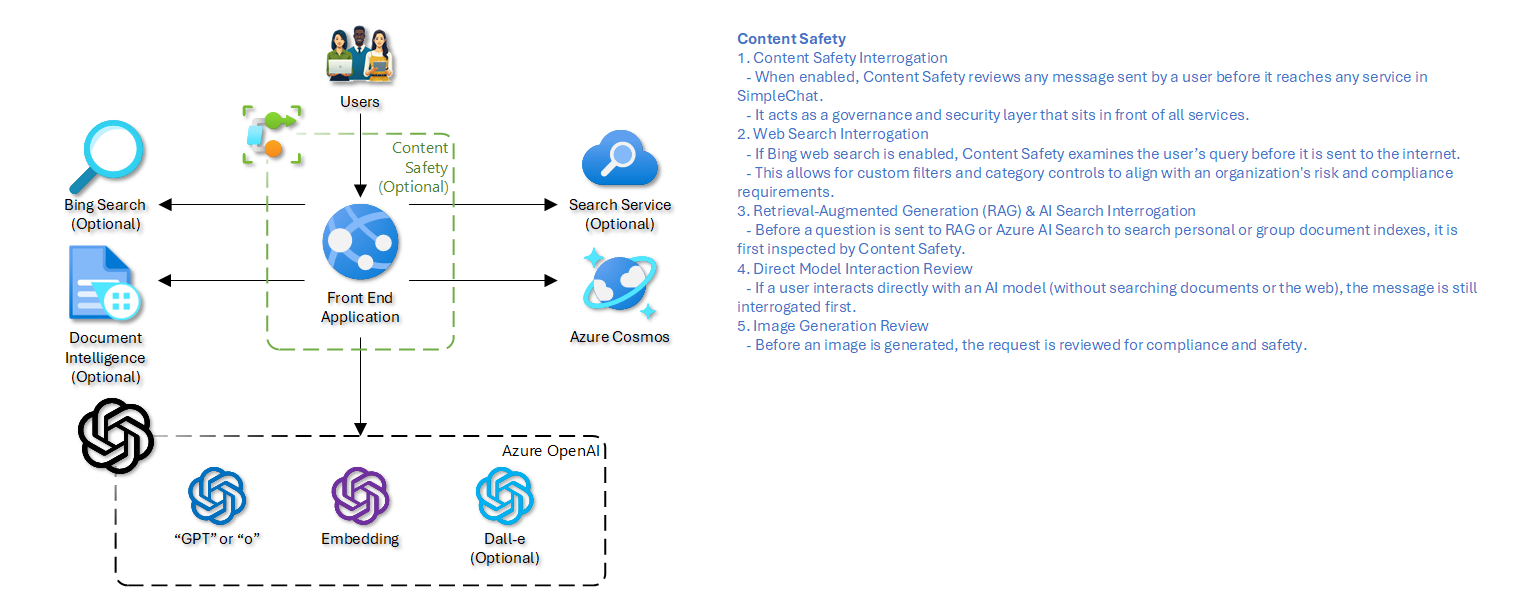 Users
Content
Safety
(Optional)
Bing Search
(Optional)
Search Service
(Optional)
Front End
Application
Document
Intelligence
(Optional)
Azure Cosmos
Azure OpenAI
“GPT” or “o”
Embedding
Dall-e
(Optional)
Content Safety
1. Content Safety Interrogation
- When enabled, Content Safety reviews any message sent by a user before it reaches any service in
SimpleChat.
- It acts as a governance and security layer that sits in front of all services.
2. Web Search Interrogation
- If Bing web search is enabled, Content Safety examines the user’s query before it is sent to the internet.
- This allows for custom filters and category controls to align with an organization's risk and compliance
requirements.
3. Retrieval-Augmented Generation (RAG) & AI Search Interrogation
- Before a question is sent to RAG or Azure AI Search to search personal or group document indexes, it is
first inspected by Content Safety.
4. Direct Model Interaction Review
- If a user interacts directly with an AI model (without searching documents or the web), the message is still
interrogated first.
5. Image Generation Review
- Before an image is generated, the request is reviewed for compliance and safety.